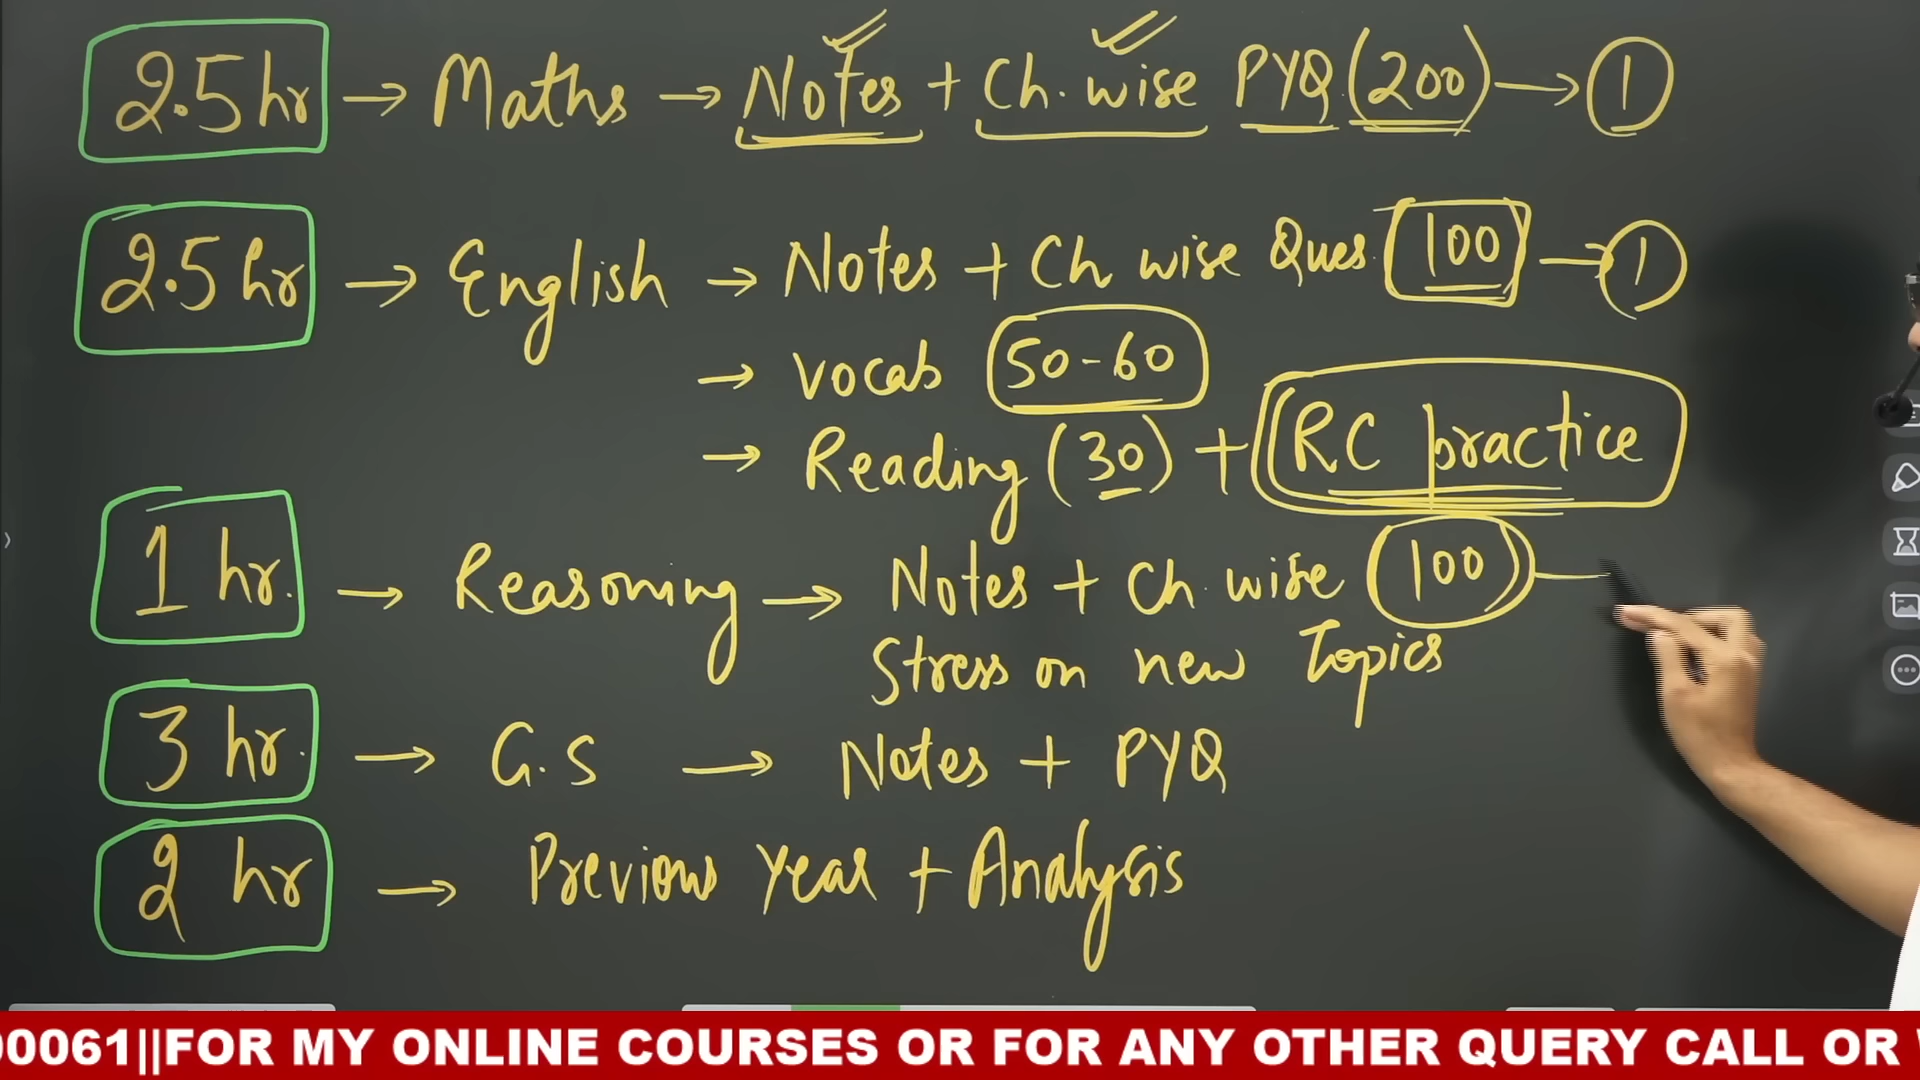 2.5 hr → Maths → Notes + Ch. wise PYQ (200) → 1
2.5 hr → English → Notes + Ch wise Ques. 100 → 1
→ vocab 50-60
→ Reading (30) + RC practice
1 hr. → Reasoning → Notes + Ch. wise 100
Stress on new Topics
3 hr. → G.S → Notes + PYQ
2 hr → Previous year + Analysis
00061||FOR MY ONLINE COURSES OR FOR ANY OTHER QUERY CALL OR